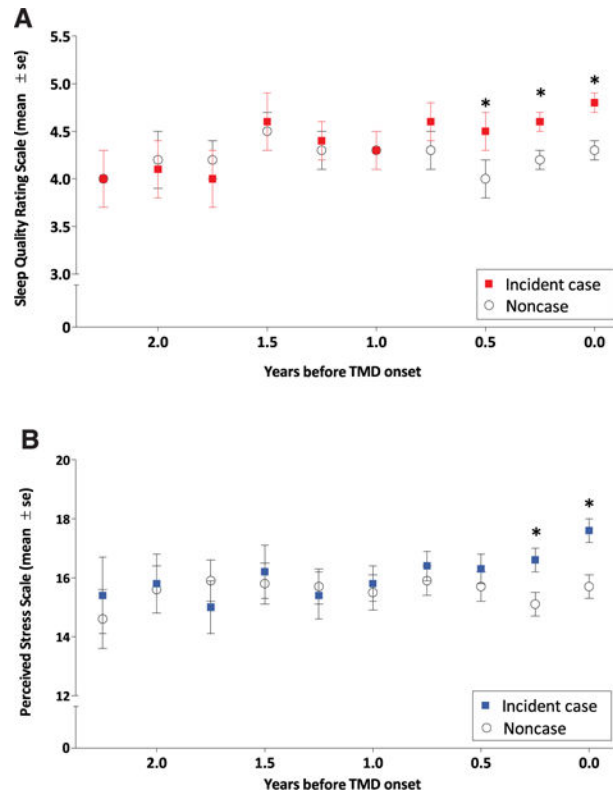 A
Sleep Quality Rating Scale (mean ± se)
5.5
5.0
4.5
4.0
3.5
3.0
0
*
*
*
Incident case
Noncase
2.0 1.5 1.0 0.5 0.0
Years before TMD onset
B
Perceived Stress Scale (mean ± se)
20
18
16
14
12
0
*
*
Incident case
Noncase
2.0 1.5 1.0 0.5 0.0
Years before TMD onset